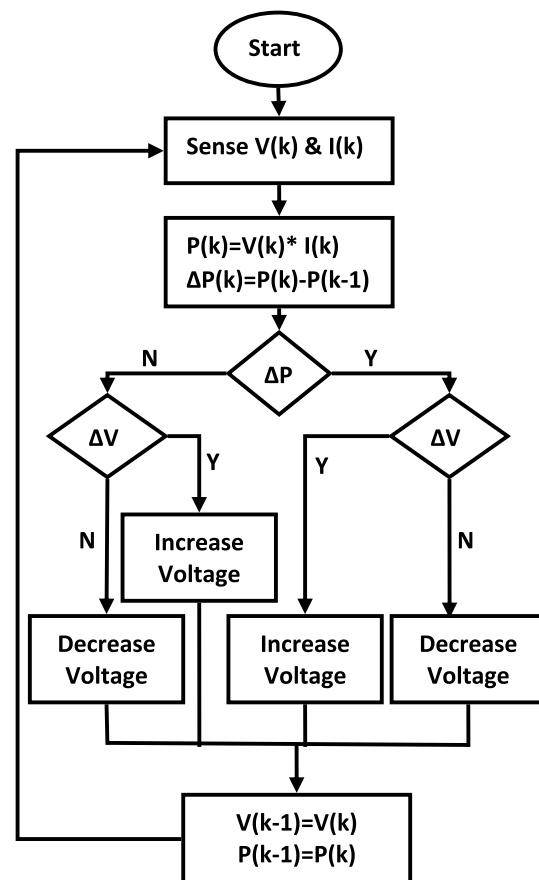 Start
Sense V(k) & I(k)
P(k)=V(k)* I(k)
ΔP(k)=P(k)-P(k-1)
N
ΔP
Y
ΔV
Y
N
Increase
Voltage
Decrease
Voltage
ΔV
Y
N
Increase
Voltage
Decrease
Voltage
V(k-1)=V(k)
P(k-1)=P(k)